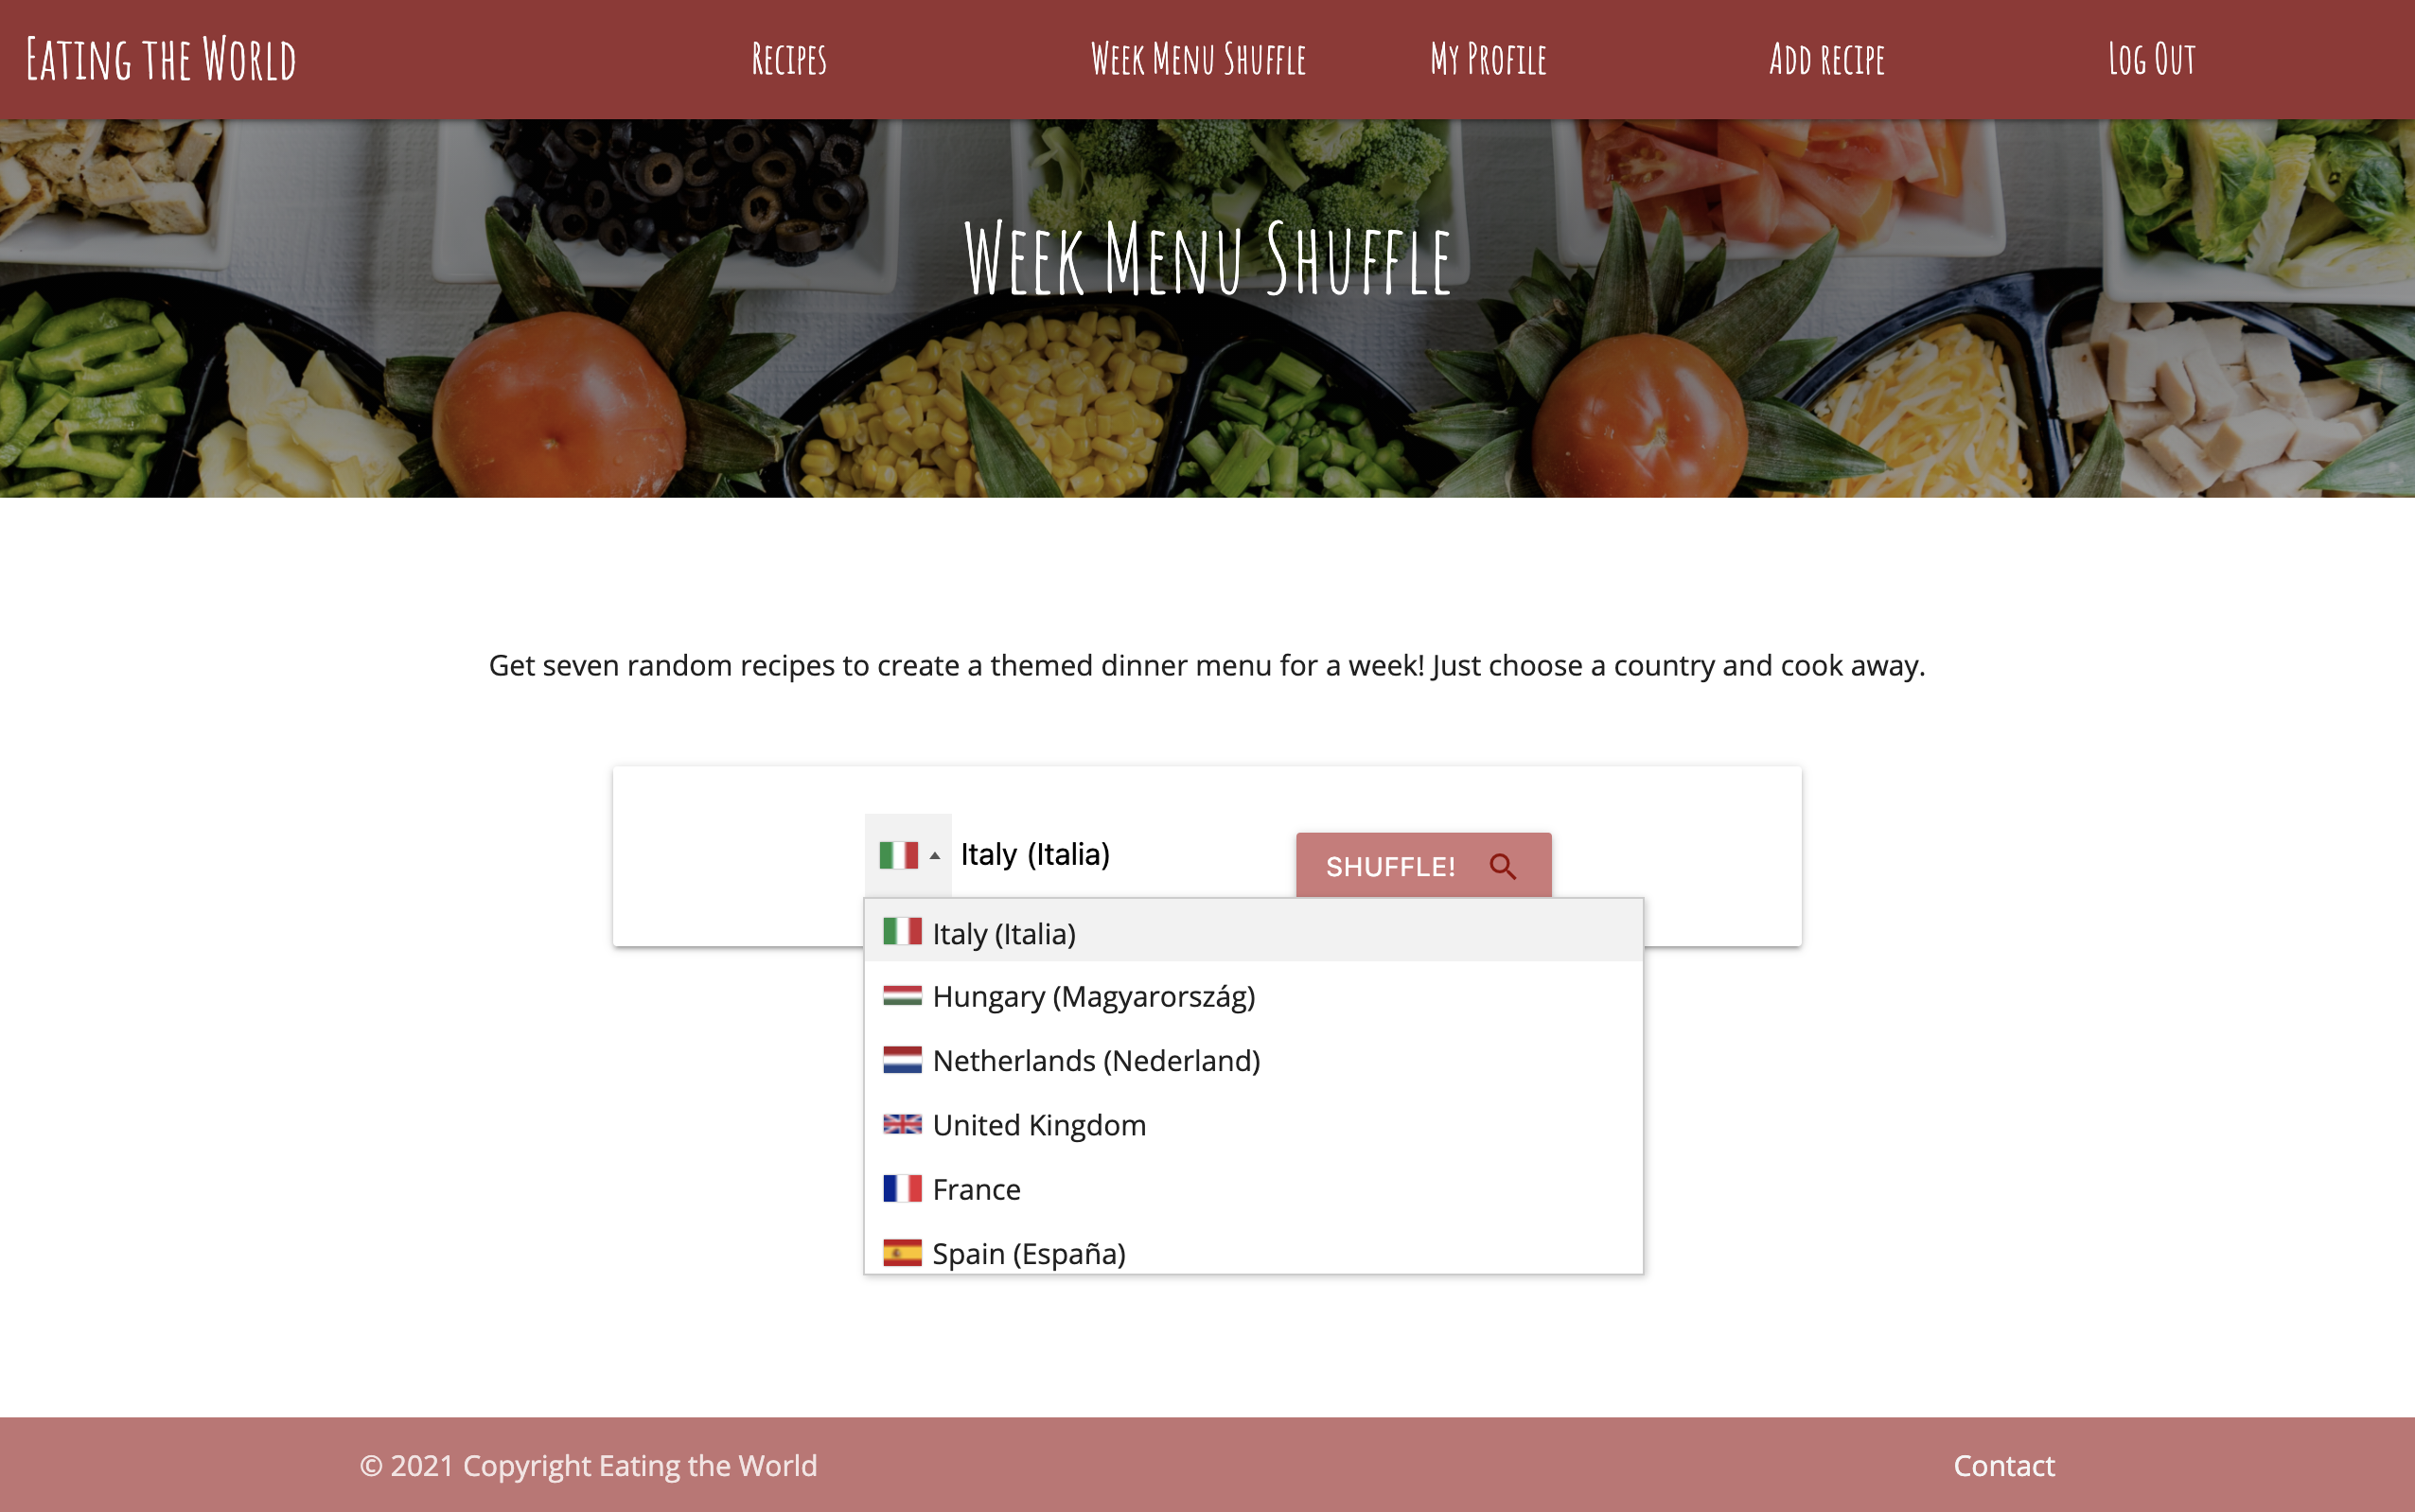 Eating the World
Recipes
Week Menu Shuffle
My Profile
Add recipe
Log Out
Week Menu Shuffle
Get seven random recipes to create a themed dinner menu for a week! Just choose a country and cook away.
Italy (Italia)
SHUFFLE!
Italy (Italia)
Hungary (Magyarország)
Netherlands (Nederland)
United Kingdom
France
Spain (España)
© 2021 Copyright Eating the World
Contact